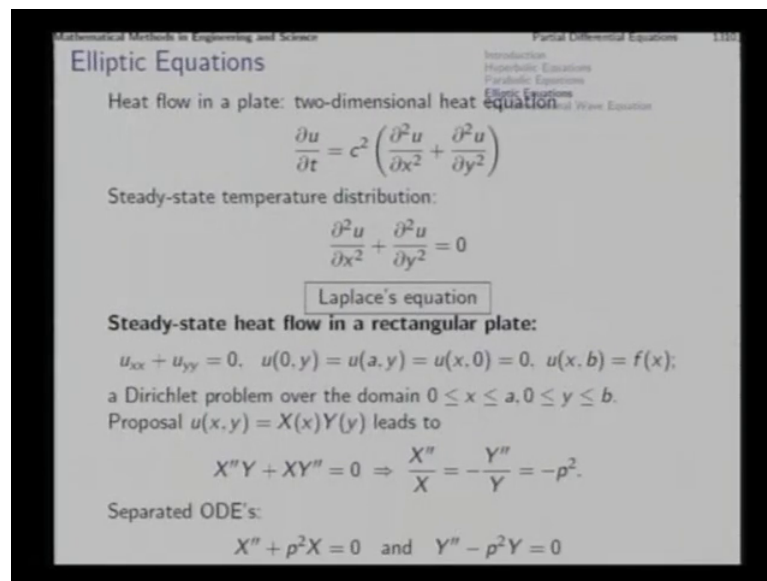 Mathematical Methods in Engineering and Science
Partial Differential Equations
Elliptic Equations
Introduction
Hyperbolic Equations
Parabolic Equations
Elliptic Equations
Wave Equation
Heat flow in a plate: two-dimensional heat equation
∂u/∂t = c² (∂²u/∂x² + ∂²u/∂y²)
Steady-state temperature distribution:
∂²u/∂x² + ∂²u/∂y² = 0
Laplace's equation
Steady-state heat flow in a rectangular plate:
uₓₓ + u_yy = 0, u(0, y) = u(a, y) = u(x, 0) = 0, u(x, b) = f(x);
a Dirichlet problem over the domain 0 ≤ x ≤ a, 0 ≤ y ≤ b.
Proposal u(x, y) = X(x)Y(y) leads to
X″Y + XY″ = 0 ⇒ X″/X = −Y″/Y = −p².
Separated ODE's:
X″ + p²X = 0 and Y″ − p²Y = 0